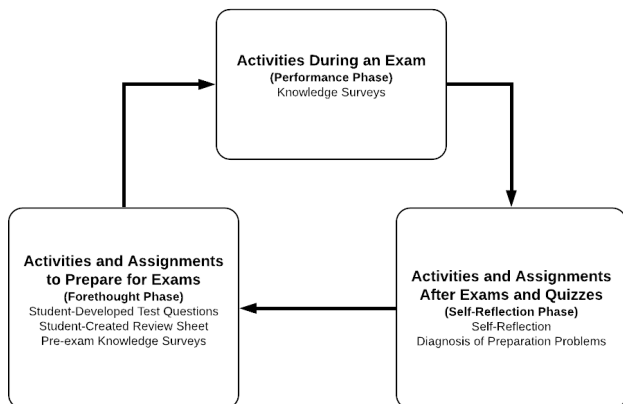 Activities During an Exam
(Performance Phase)
Knowledge Surveys
Activities and Assignments
to Prepare for Exams
(Forethought Phase)
Student-Developed Test Questions
Student-Created Review Sheet
Pre-exam Knowledge Surveys
Activities and Assignments
After Exams and Quizzes
(Self-Reflection Phase)
Self-Reflection
Diagnosis of Preparation Problems